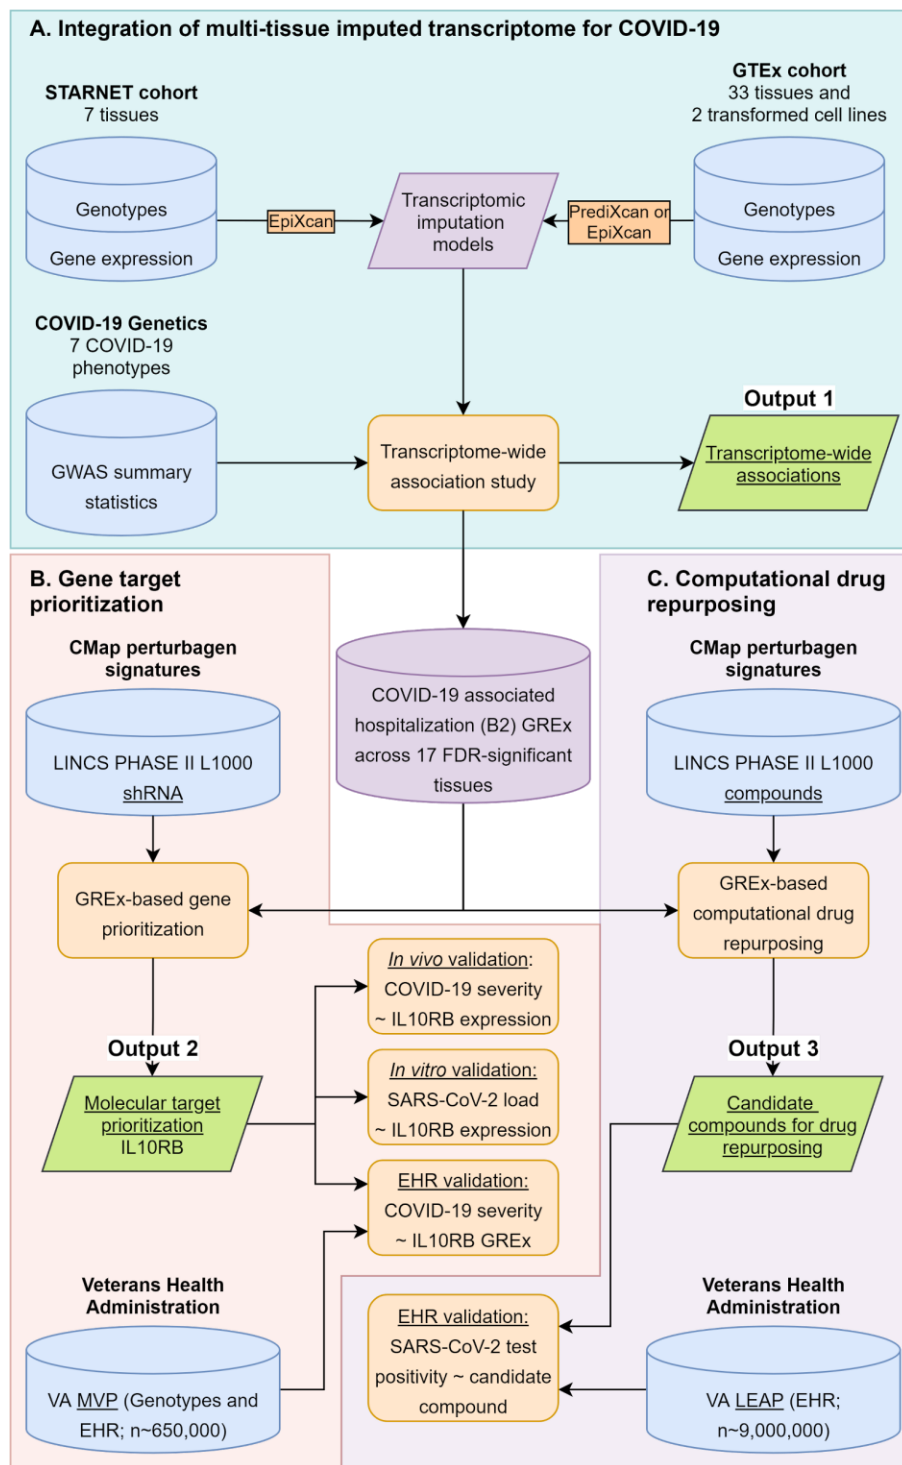 A. Integration of multi-tissue imputed transcriptome for COVID-19
STARNET cohort
7 tissues
Genotypes
Gene expression
EpiXcan
Transcriptomic
imputation
models
PrediXcan or
EpiXcan
GTEx cohort
33 tissues and
2 transformed cell lines
Genotypes
Gene expression
COVID-19 Genetics
7 COVID-19
phenotypes
GWAS summary
statistics
Transcriptome-wide
association study
Output 1
Transcriptome-wide
associations
B. Gene target
prioritization
CMap perturbagen
signatures
LINCS PHASE II L1000
shRNA
GREx-based gene
prioritization
COVID-19 associated
hospitalization (B2) GREx
across 17 FDR-significant
tissues
C. Computational drug
repurposing
CMap perturbagen
signatures
LINCS PHASE II L1000
compounds
GREx-based
computational drug
repurposing
Output 2
Molecular target
prioritization
IL10RB
In vivo validation:
COVID-19 severity
~ IL10RB expression
In vitro validation:
SARS-CoV-2 load
~ IL10RB expression
EHR validation:
COVID-19 severity
~ IL10RB GREx
Output 3
Candidate
compounds for drug
repurposing
Veterans Health
Administration
VA MVP (Genotypes and
EHR; n~650,000)
EHR validation:
SARS-CoV-2 test
positivity ~ candidate
compound
Veterans Health
Administration
VA LEAP (EHR;
n~9,000,000)